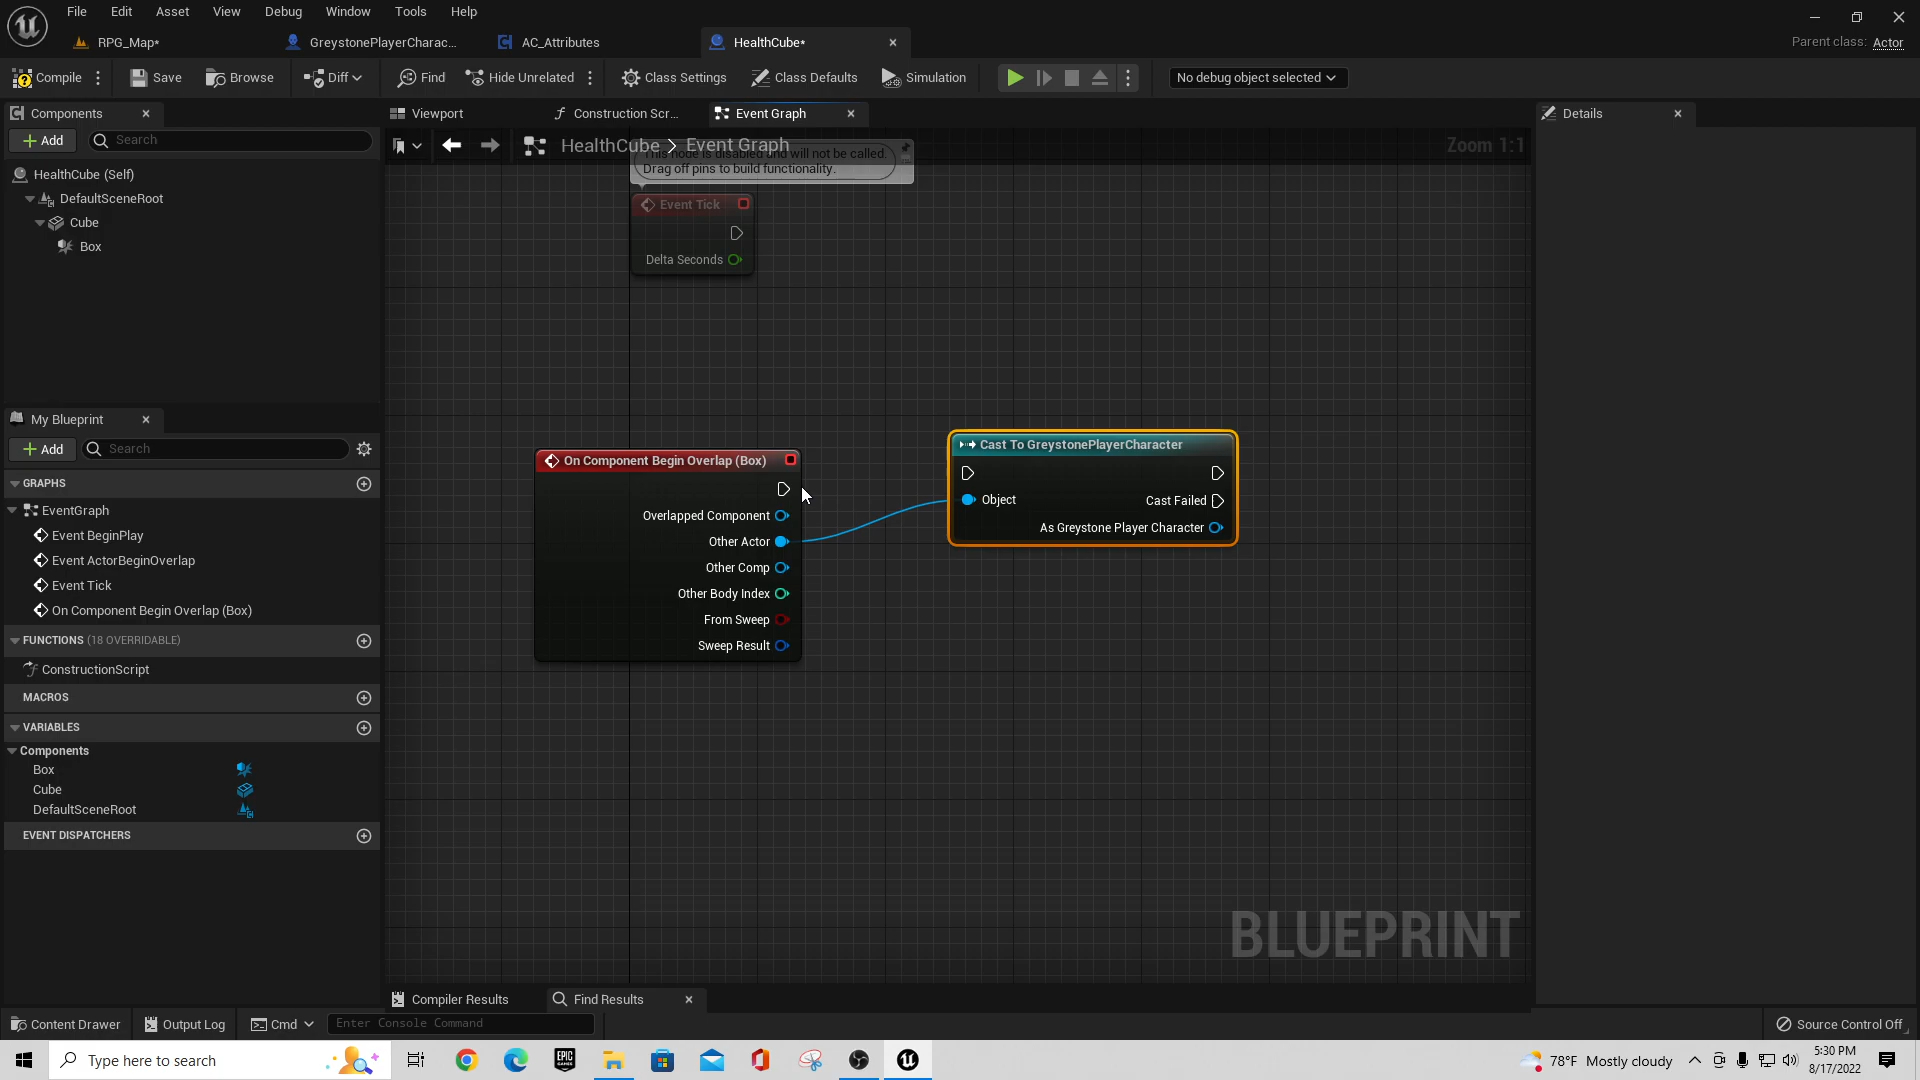 File Edit Asset View Debug Window Tools Help
RPG_Map* GreystonePlayerCharac... AC_Attributes HealthCube* Parent class: Actor
Compile Save Browse Diff Find Hide Unrelated Class Settings Class Defaults Simulation No debug object selected
Components Viewport Construction Scr... Event Graph Details
Add Search
HealthCube > Event Graph Zoom 1:1
This node is disabled and will not be called.
Drag off pins to build functionality.
HealthCube (Self)
DefaultSceneRoot
Cube
Box
Event Tick
Delta Seconds
My Blueprint
Add Search
GRAPHS
EventGraph
Event BeginPlay
Event ActorBeginOverlap
Event Tick
On Component Begin Overlap (Box)
FUNCTIONS (18 OVERRIDABLE)
ConstructionScript
MACROS
VARIABLES
Components
Box
Cube
DefaultSceneRoot
EVENT DISPATCHERS
On Component Begin Overlap (Box)
Overlapped Component
Other Actor
Other Comp
Other Body Index
From Sweep
Sweep Result
Cast To GreystonePlayerCharacter
Object Cast Failed
As Greystone Player Character
BLUEPRINT
Compiler Results Find Results
Content Drawer Output Log Cmd Enter Console Command Source Control Off
Type here to search EPIC GAMES 78°F Mostly cloudy 5:30 PM
8/17/2022